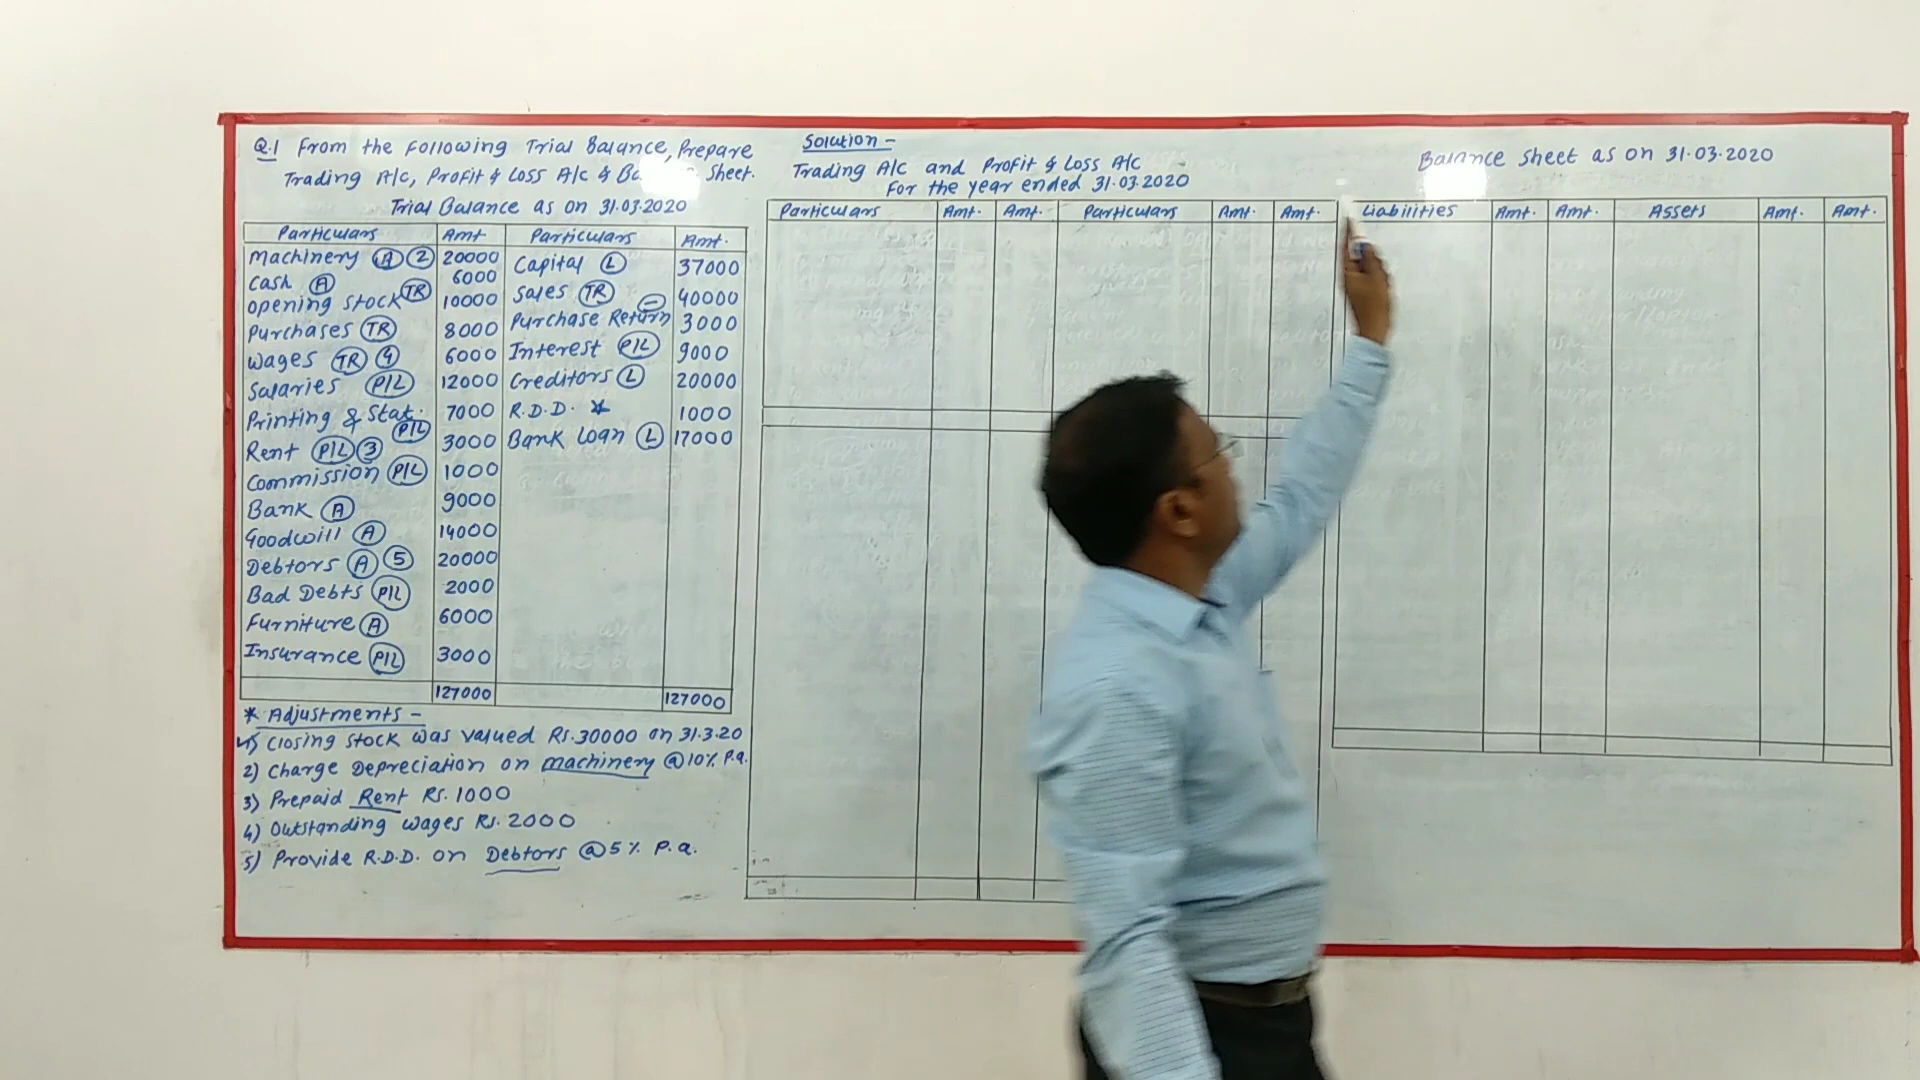 Q.1 From the Following Trial Balance, Prepare
Trading A/c, Profit & Loss A/c & Ba Sheet.
Trial Balance as on 31.03.2020
Particulars Amt Particulars Amt.
Machinery (A) (2) 20000 Capital (L) 37000
Cash (A) 6000 Sales (TR) 40000
Opening Stock (TR) 10000 Purchase Return (-) 3000
Purchases (TR) 8000 Interest (P/L) 9000
Wages (TR) (4) 6000 Creditors (L) 20000
Salaries (P/L) 12000 R.D.D. * 1000
Printing & Stat. (P/L) 7000 Bank Loan (L) 17000
Rent (P/L) (3) 3000
Commission (P/L) 1000
Bank (A) 9000
Goodwill (A) 14000
Debtors (A) (5) 20000
Bad Debts (P/L) 2000
Furniture (A) 6000
Insurance (P/L) 3000
127000 127000
* Adjustments -
1) Closing Stock was valued Rs.30000 on 31.3.20
2) Charge Depreciation on machinery @10% P.a.
3) Prepaid Rent Rs.1000
4) Outstanding wages Rs.2000
5) Provide R.D.D. on Debtors @5% P.a.
Solution -
Trading A/c and Profit & Loss A/c
For the year ended 31.03.2020
Particulars Amt. Amt. Particulars Amt. Amt.
Balance Sheet as on 31.03.2020
Liabilities Amt. Amt. Assets Amt. Amt.